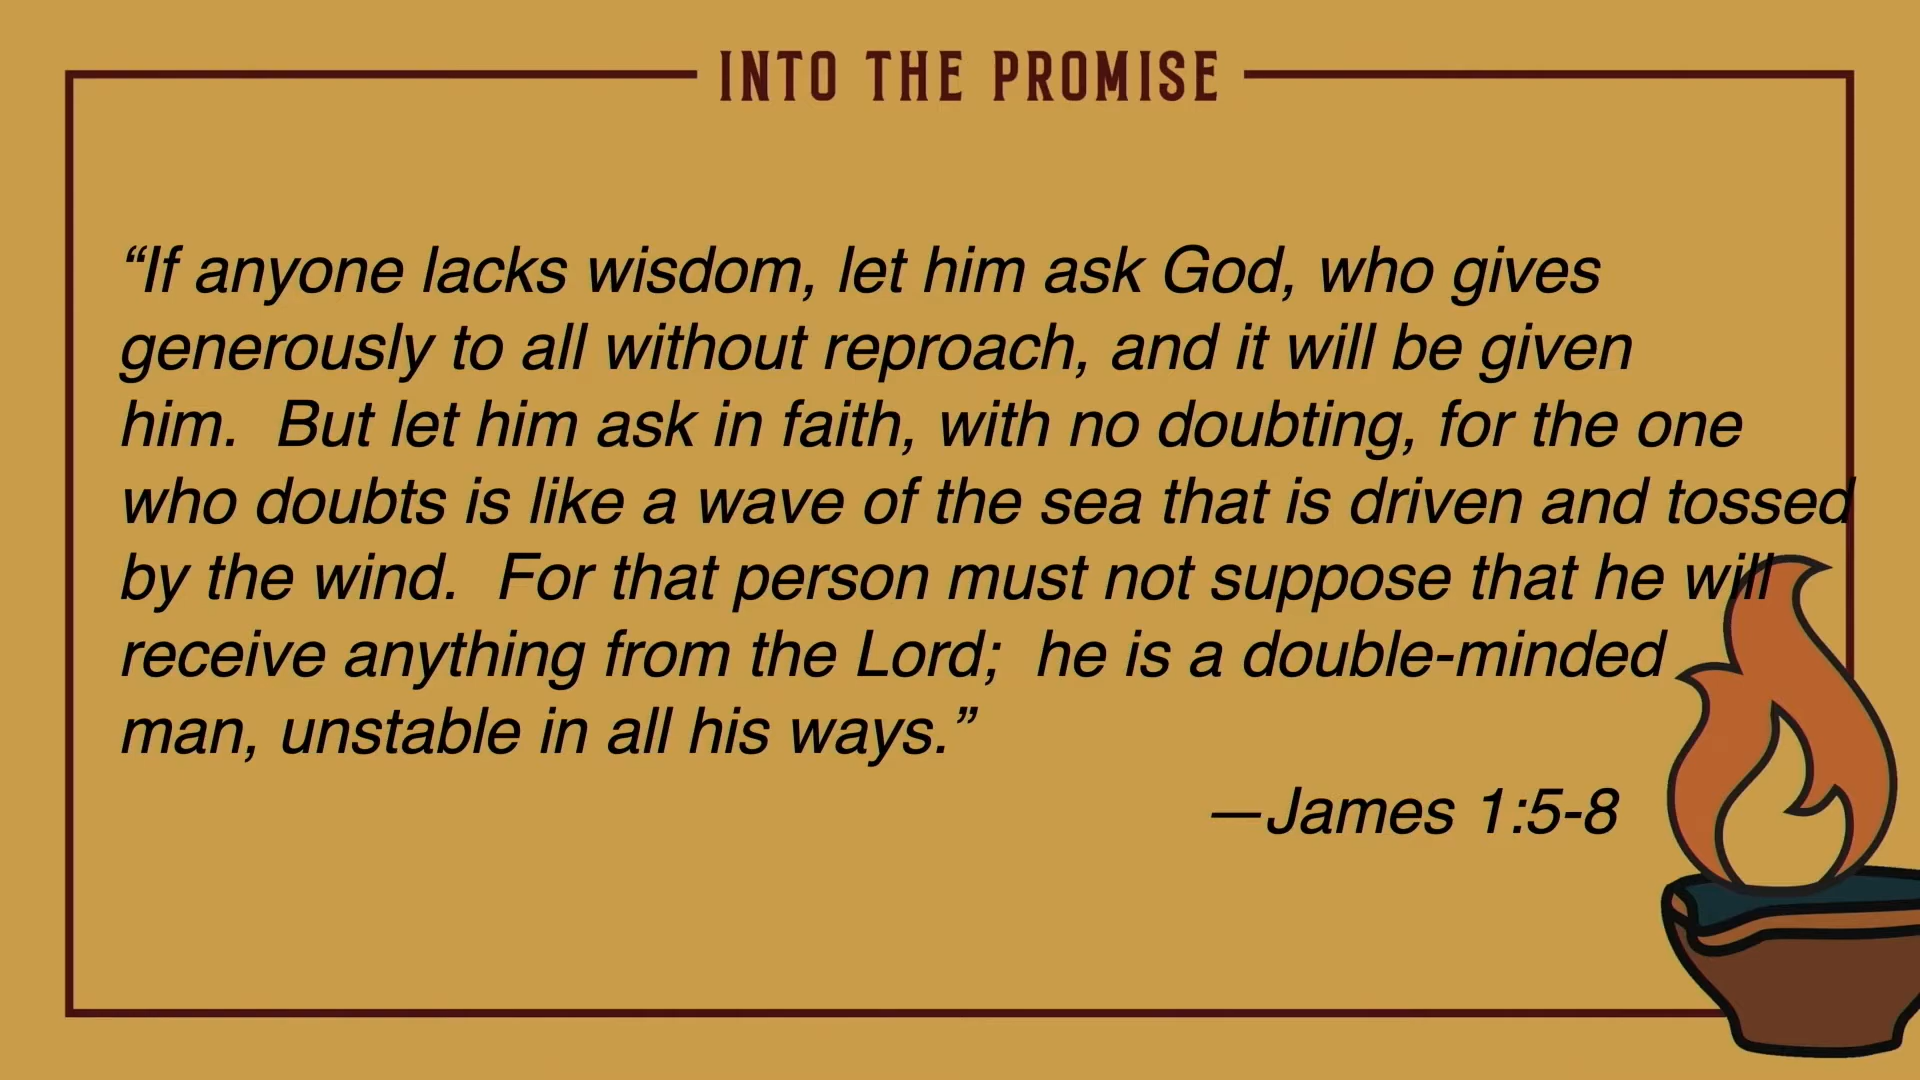 INTO THE PROMISE
“If anyone lacks wisdom, let him ask God, who gives
generously to all without reproach, and it will be given
him.  But let him ask in faith, with no doubting, for the one
who doubts is like a wave of the sea that is driven and tossed
by the wind.  For that person must not suppose that he will
receive anything from the Lord;  he is a double-minded
man, unstable in all his ways.”
—James 1:5-8